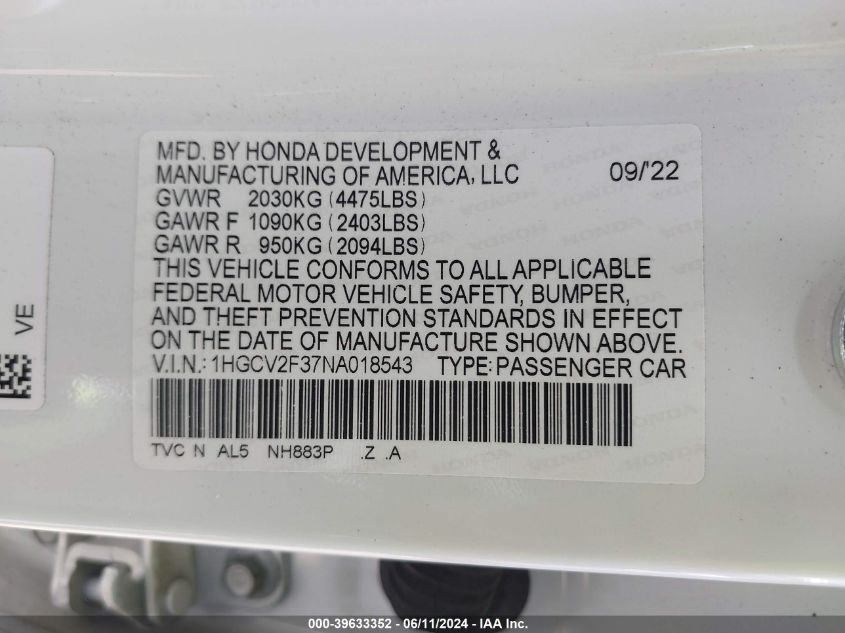 MFD. BY HONDA DEVELOPMENT &
MANUFACTURING OF AMERICA, LLC 09/'22
GVWR 2030KG (4475LBS)
GAWR F 1090KG (2403LBS)
GAWR R 950KG (2094LBS)
THIS VEHICLE CONFORMS TO ALL APPLICABLE
FEDERAL MOTOR VEHICLE SAFETY, BUMPER,
AND THEFT PREVENTION STANDARDS IN EFFECT
ON THE DATE OF MANUFACTURE SHOWN ABOVE.
V.I.N.: 1HGCV2F37NA018543 TYPE: PASSENGER CAR
TVC N AL5 NH883P .Z .A
VE
000-39633352 - 06/11/2024 - IAA Inc.